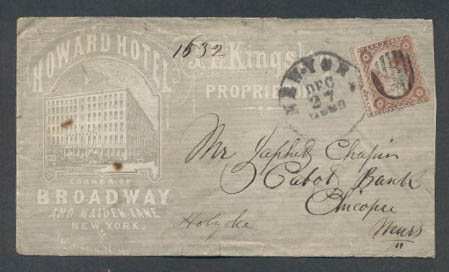 HOWARD HOTEL
1632
Kingsl
PROPRIE
NEW-YORK
DEC
27
CORNER OF
BROADWAY
AND MAIDEN LANE
NEW YORK.
Mr Japhet Chapin
Cabot Bank
Chicopee
Mass
Holyoke